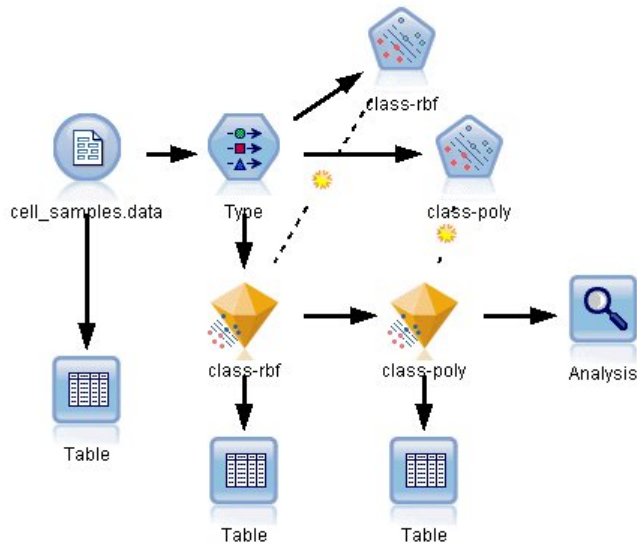 class-rbf
cell_samples.data
Type
class-poly
class-rbf
class-poly
Analysis
Table
Table
Table